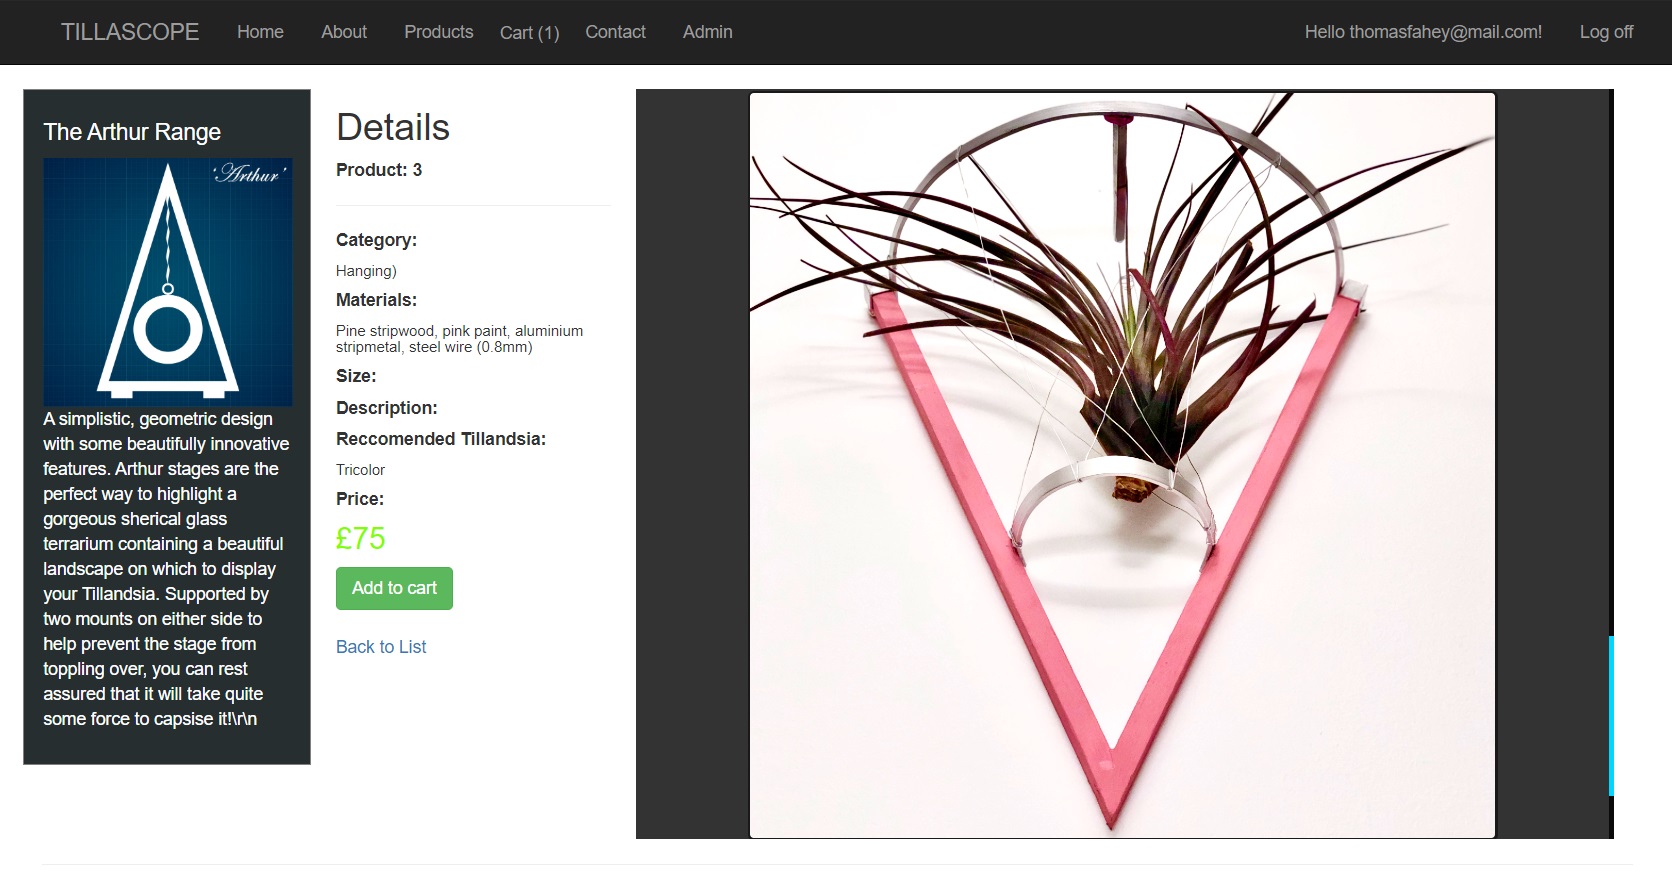 TILLASCOPE Home About Products Cart (1) Contact Admin Hello thomasfahey@mail.com! Log off
The Arthur Range
'Arthur'
A simplistic, geometric design
with some beautifully innovative
features. Arthur stages are the
perfect way to highlight a
gorgeous sherical glass
terrarium containing a beautiful
landscape on which to display
your Tillandsia. Supported by
two mounts on either side to
help prevent the stage from
toppling over, you can rest
assured that it will take quite
some force to capsise it!\r\n
Details
Product: 3
Category:
Hanging)
Materials:
Pine stripwood, pink paint, aluminium
stripmetal, steel wire (0.8mm)
Size:
Description:
Reccomended Tillandsia:
Tricolor
Price:
£75
Add to cart
Back to List